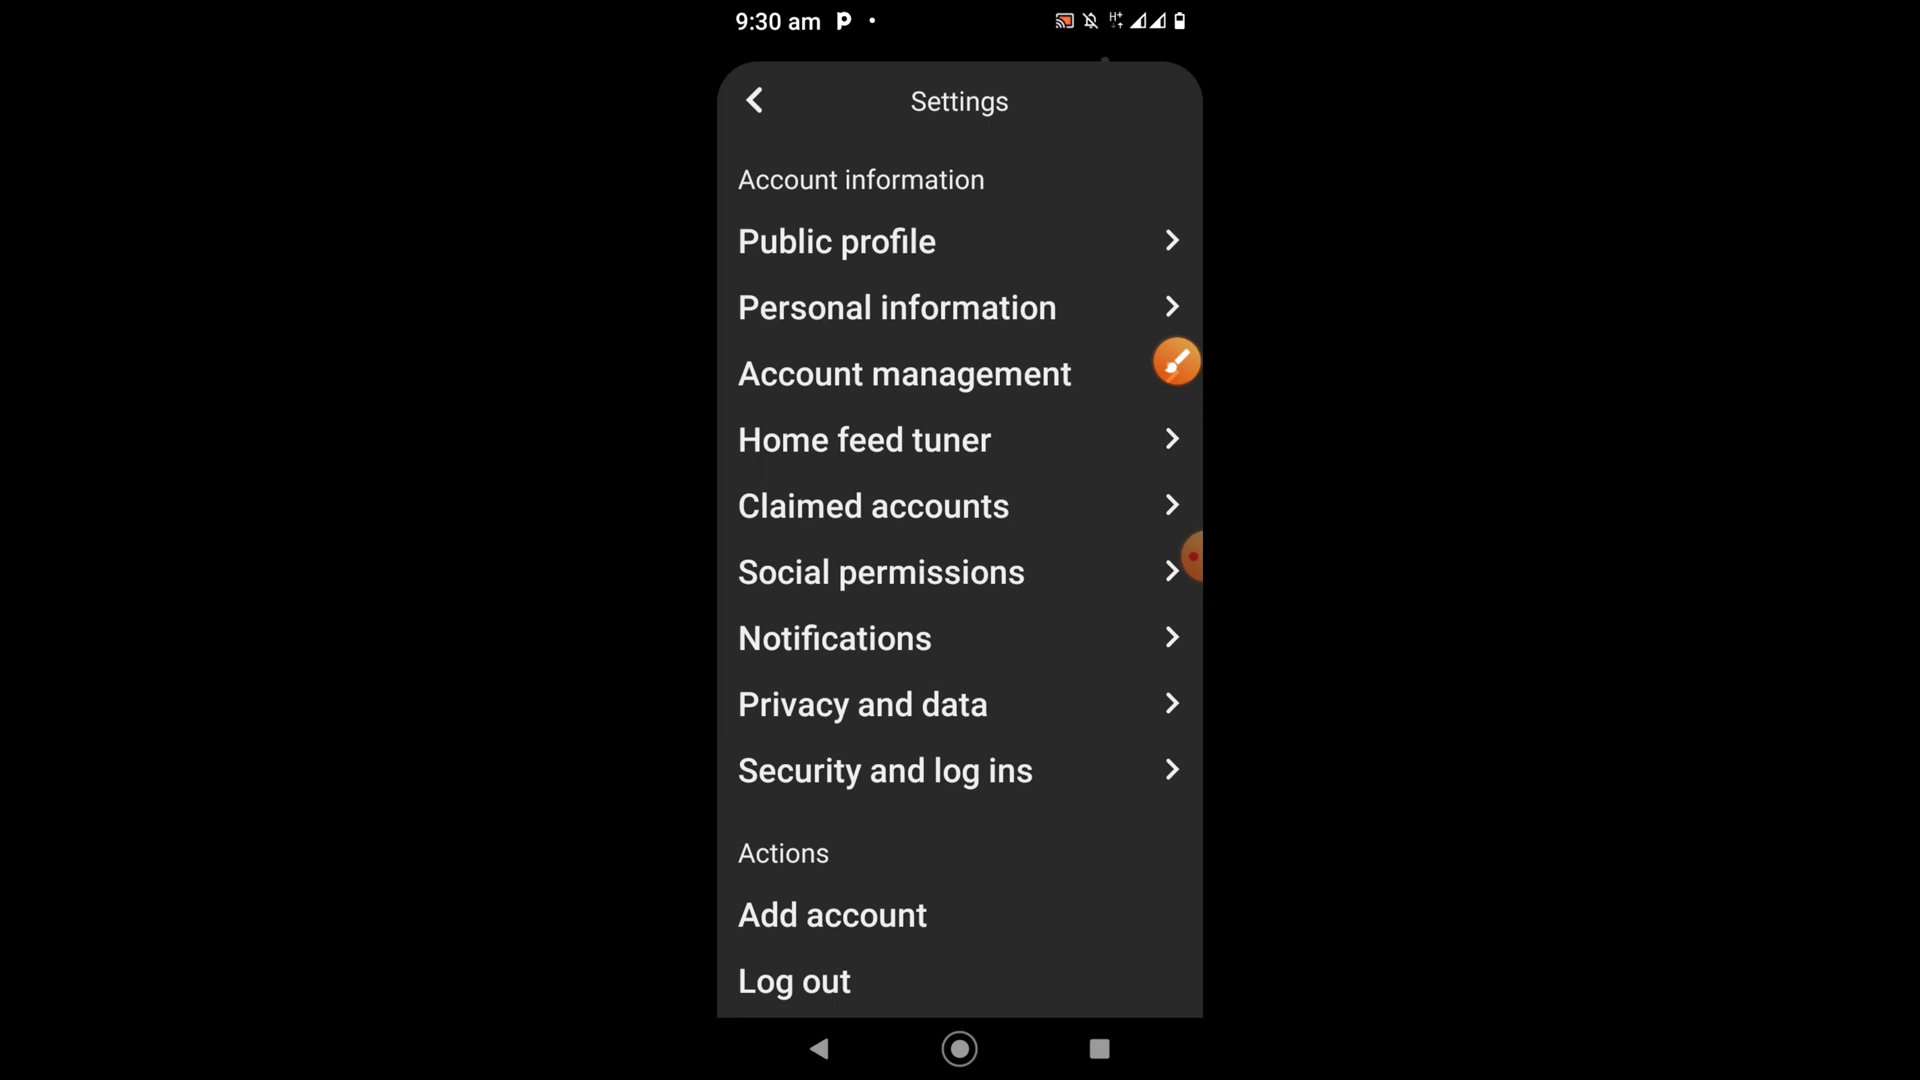 9:30 am
H+
Settings
Account information
Public profile
Personal information
Account management
Home feed tuner
Claimed accounts
Social permissions
Notifications
Privacy and data
Security and log ins
Actions
Add account
Log out